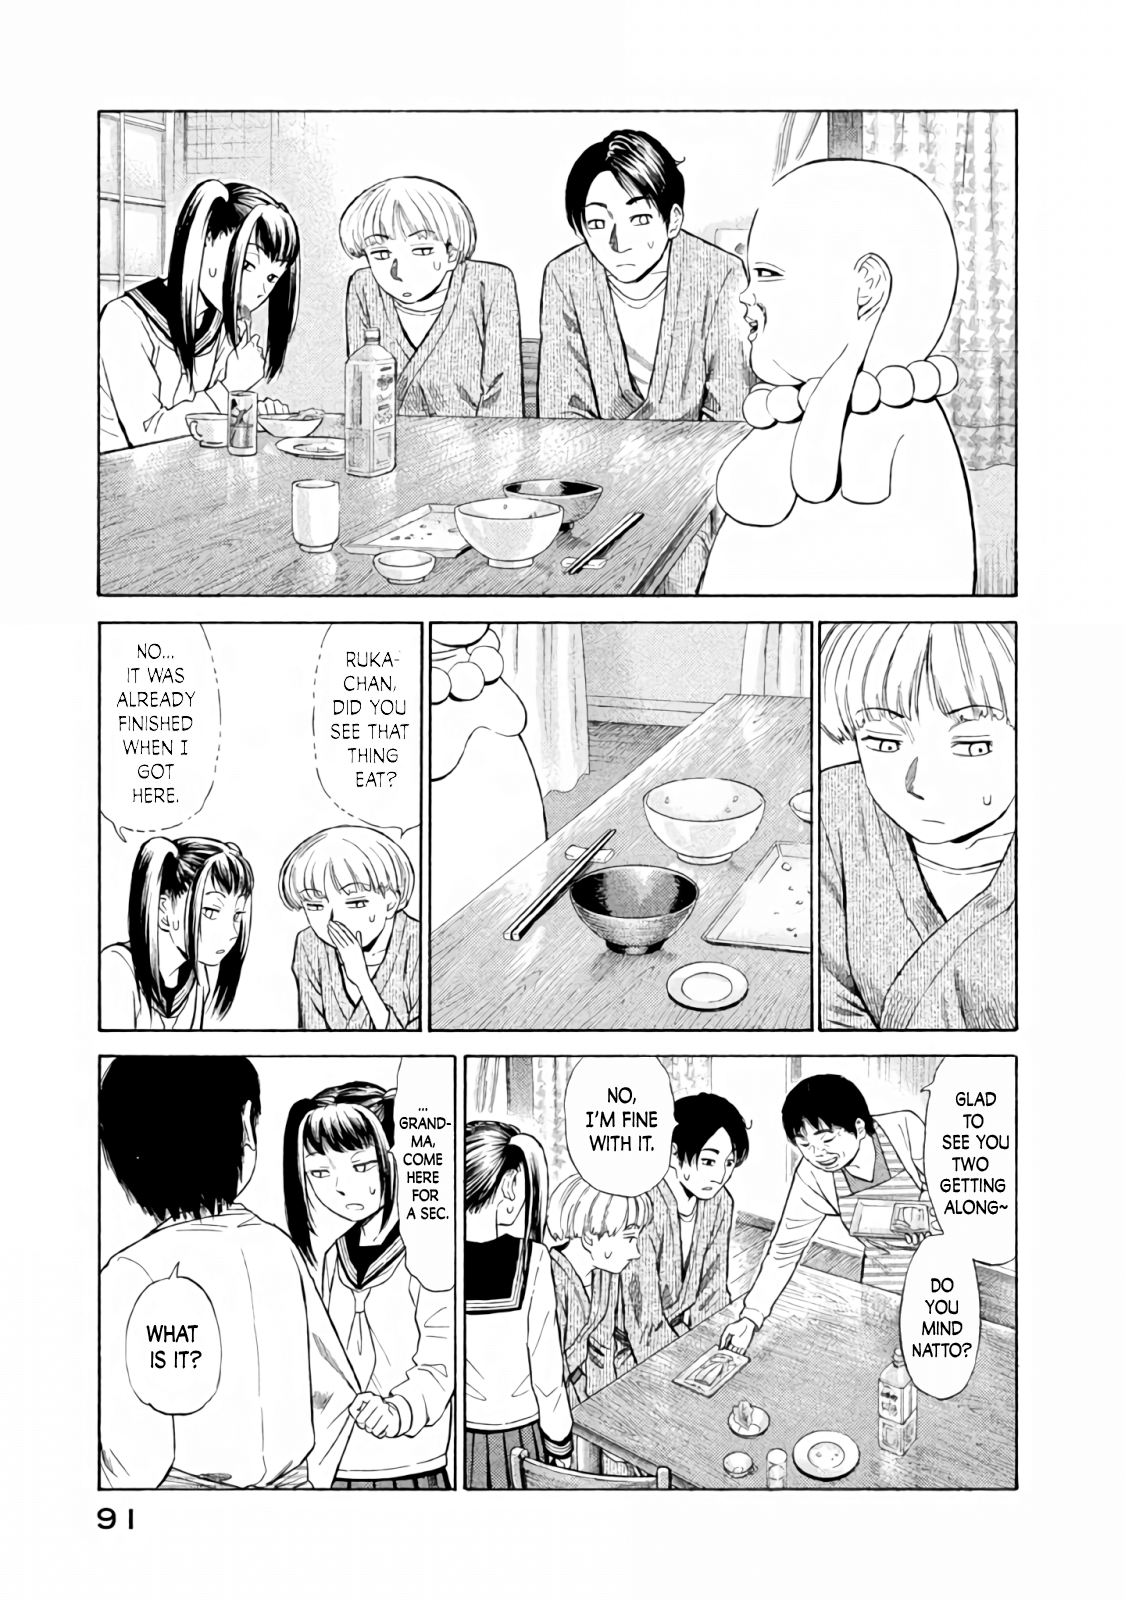 RUKA-
CHAN,
DID YOU
SEE THAT
THING
EAT?
NO...
IT WAS
ALREADY
FINISHED
WHEN I
GOT
HERE.
GLAD
TO
SEE YOU
TWO
GETTING
ALONG~
DO
YOU
MIND
NATTO?
NO,
I'M FINE
WITH IT.
...
GRAND-
MA,
COME
HERE
FOR
A SEC.
WHAT
IS IT?
91